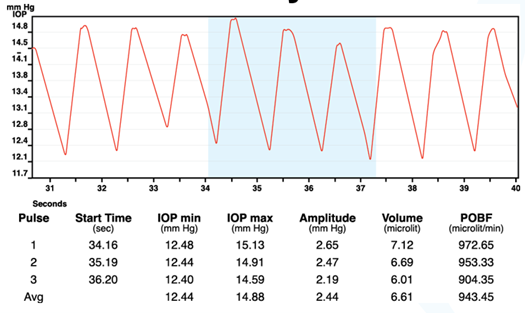 mm Hg
IOP
14.8
14.5
14.1
13.8
13.4
13.1
12.8
12.4
12.1
11.7
31 32 33 34 35 36 37 38 39 40
Seconds
Pulse Start Time IOP min IOP max Amplitude Volume POBF
(sec) (mm Hg) (mm Hg) (mm Hg) (microlit) (microlit/min)
1 34.16 12.48 15.13 2.65 7.12 972.65
2 35.19 12.44 14.91 2.47 6.69 953.33
3 36.20 12.40 14.59 2.19 6.01 904.35
Avg 12.44 14.88 2.44 6.61 943.45